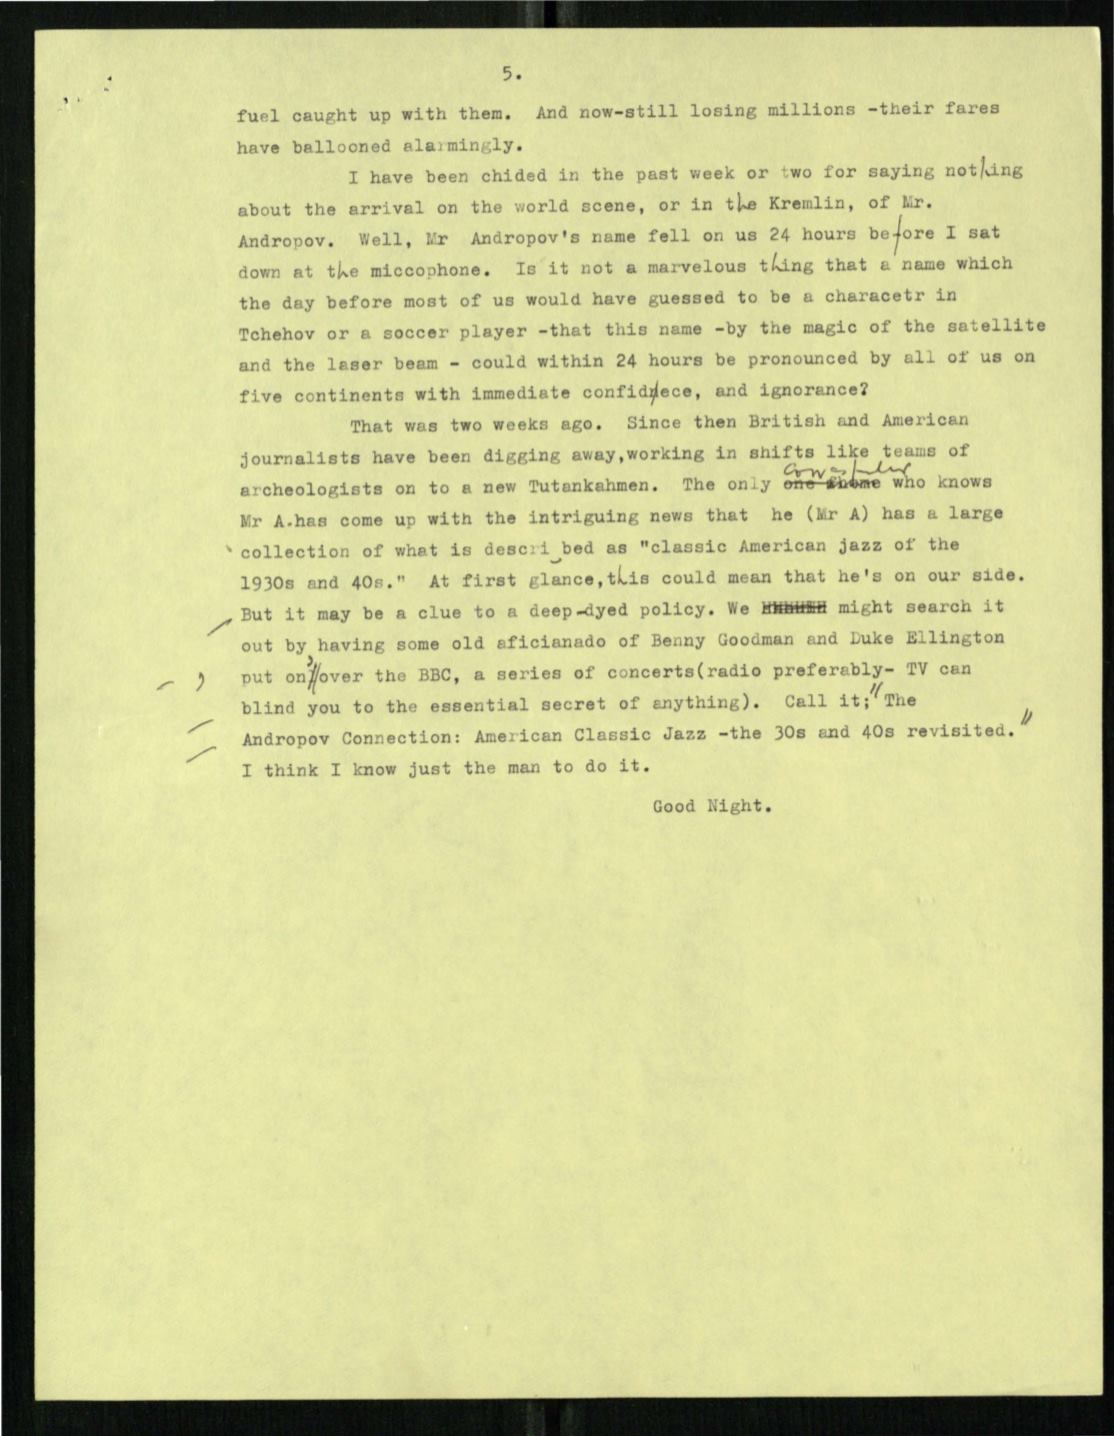 5.
fuel caught up with them. And now-still losing millions -their fares
have ballooned alarmingly.
I have been chided in the past week or two for saying nothing
about the arrival on the world scene, or in the Kremlin, of Mr.
Andropov. Well, Mr Andropov's name fell on us 24 hours before I sat
down at the miccophone. Is it not a marvelous thing that a name which
the day before most of us would have guessed to be a characetr in
Tchehov or a soccer player -that this name -by the magic of the satellite
and the laser beam - could within 24 hours be pronounced by all of us on
five continents with immediate confidnece, and ignorance?
That was two weeks ago. Since then British and American
journalists have been digging away,working in shifts like teams of
archeologists on to a new Tutankahmen. The only one who knows
Mr A.has come up with the intriguing news that he (Mr A) has a large
collection of what is descri bed as "classic American jazz of the
1930s and 40s." At first glance,this could mean that he's on our side.
But it may be a clue to a deep-dyed policy. We might search it
out by having some old aficianado of Benny Goodman and Duke Ellington
put on, over the BBC, a series of concerts(radio preferably- TV can
blind you to the essential secret of anything). Call it; "The
Andropov Connection: American Classic Jazz -the 30s and 40s revisited."
I think I know just the man to do it.
Good Night.